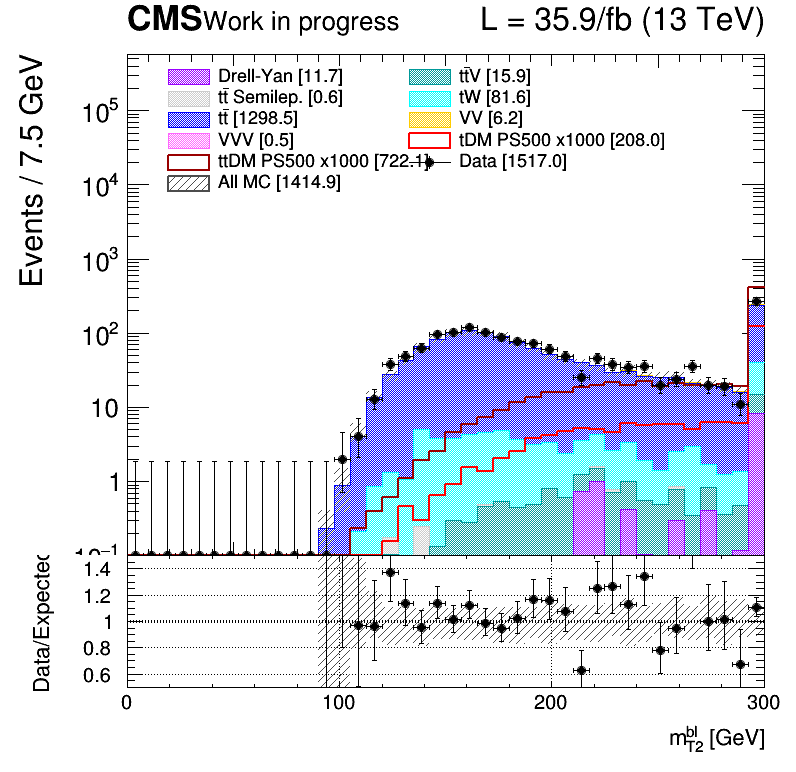 CMS Work in progress L = 35.9/fb (13 TeV)
Events / 7.5 GeV
Drell-Yan [11.7] tt̄V [15.9]
tt̄ Semilep. [0.6] tW [81.6]
tt̄ [1298.5] VV [6.2]
VVV [0.5] tDM PS500 x1000 [208.0]
ttDM PS500 x1000 [722.1] Data [1517.0]
All MC [1414.9]
10⁵
10⁴
10³
10²
10
1
10⁻¹
Data/Expected
1.4
1.2
1
0.8
0.6
0 100 200 300
m_{T2}^{bl} [GeV]